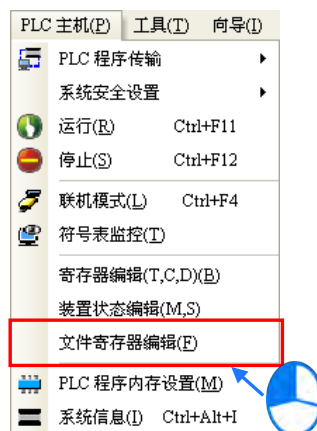 PLC 主机(P) 工具(T) 向导(I)
PLC 程序传输
系统安全设置
运行(R) Ctrl+F11
停止(S) Ctrl+F12
联机模式(L) Ctrl+F4
符号表监控(T)
寄存器编辑(T,C,D)(B)
装置状态编辑(M,S)
文件寄存器编辑(F)
PLC 程序内存设置(M)
系统信息(I) Ctrl+Alt+I